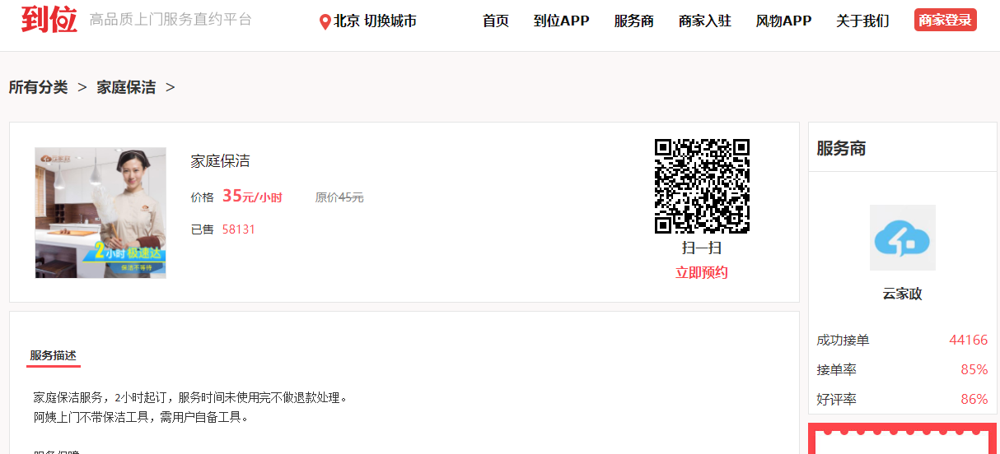 到位 高品质上门服务直约平台 北京 切换城市 首页 到位APP 服务商 商家入驻 风物APP 关于我们 商家登录
所有分类 > 家庭保洁 >
家庭保洁
价格 35元/小时 原价45元
已售 58131
2小时 极速达
保洁不等待
扫一扫
立即预约
服务商
云家政
成功接单 44166
接单率 85%
好评率 86%
服务描述
家庭保洁服务，2小时起订，服务时间未使用完不做退款处理。
阿姨上门不带保洁工具，需用户自备工具。